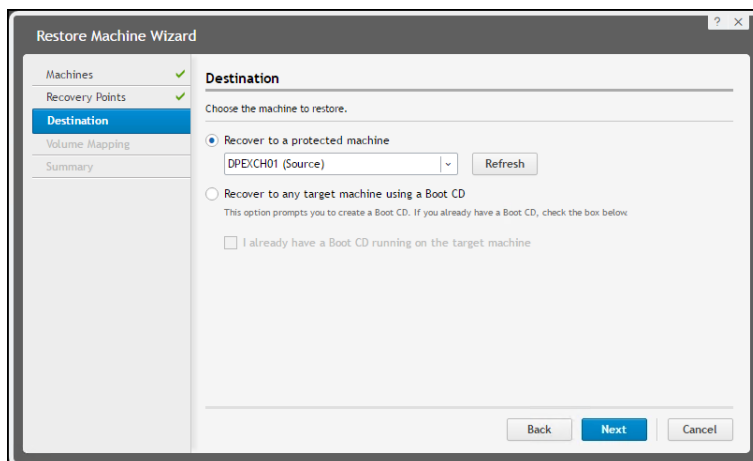 ? ×
Restore Machine Wizard
Machines
Recovery Points
Destination
Volume Mapping
Summary
Destination
Choose the machine to restore.
Recover to a protected machine
DPEXCH01 (Source)
Refresh
Recover to any target machine using a Boot CD
This option prompts you to create a Boot CD. If you already have a Boot CD, check the box below.
I already have a Boot CD running on the target machine
Back
Next
Cancel